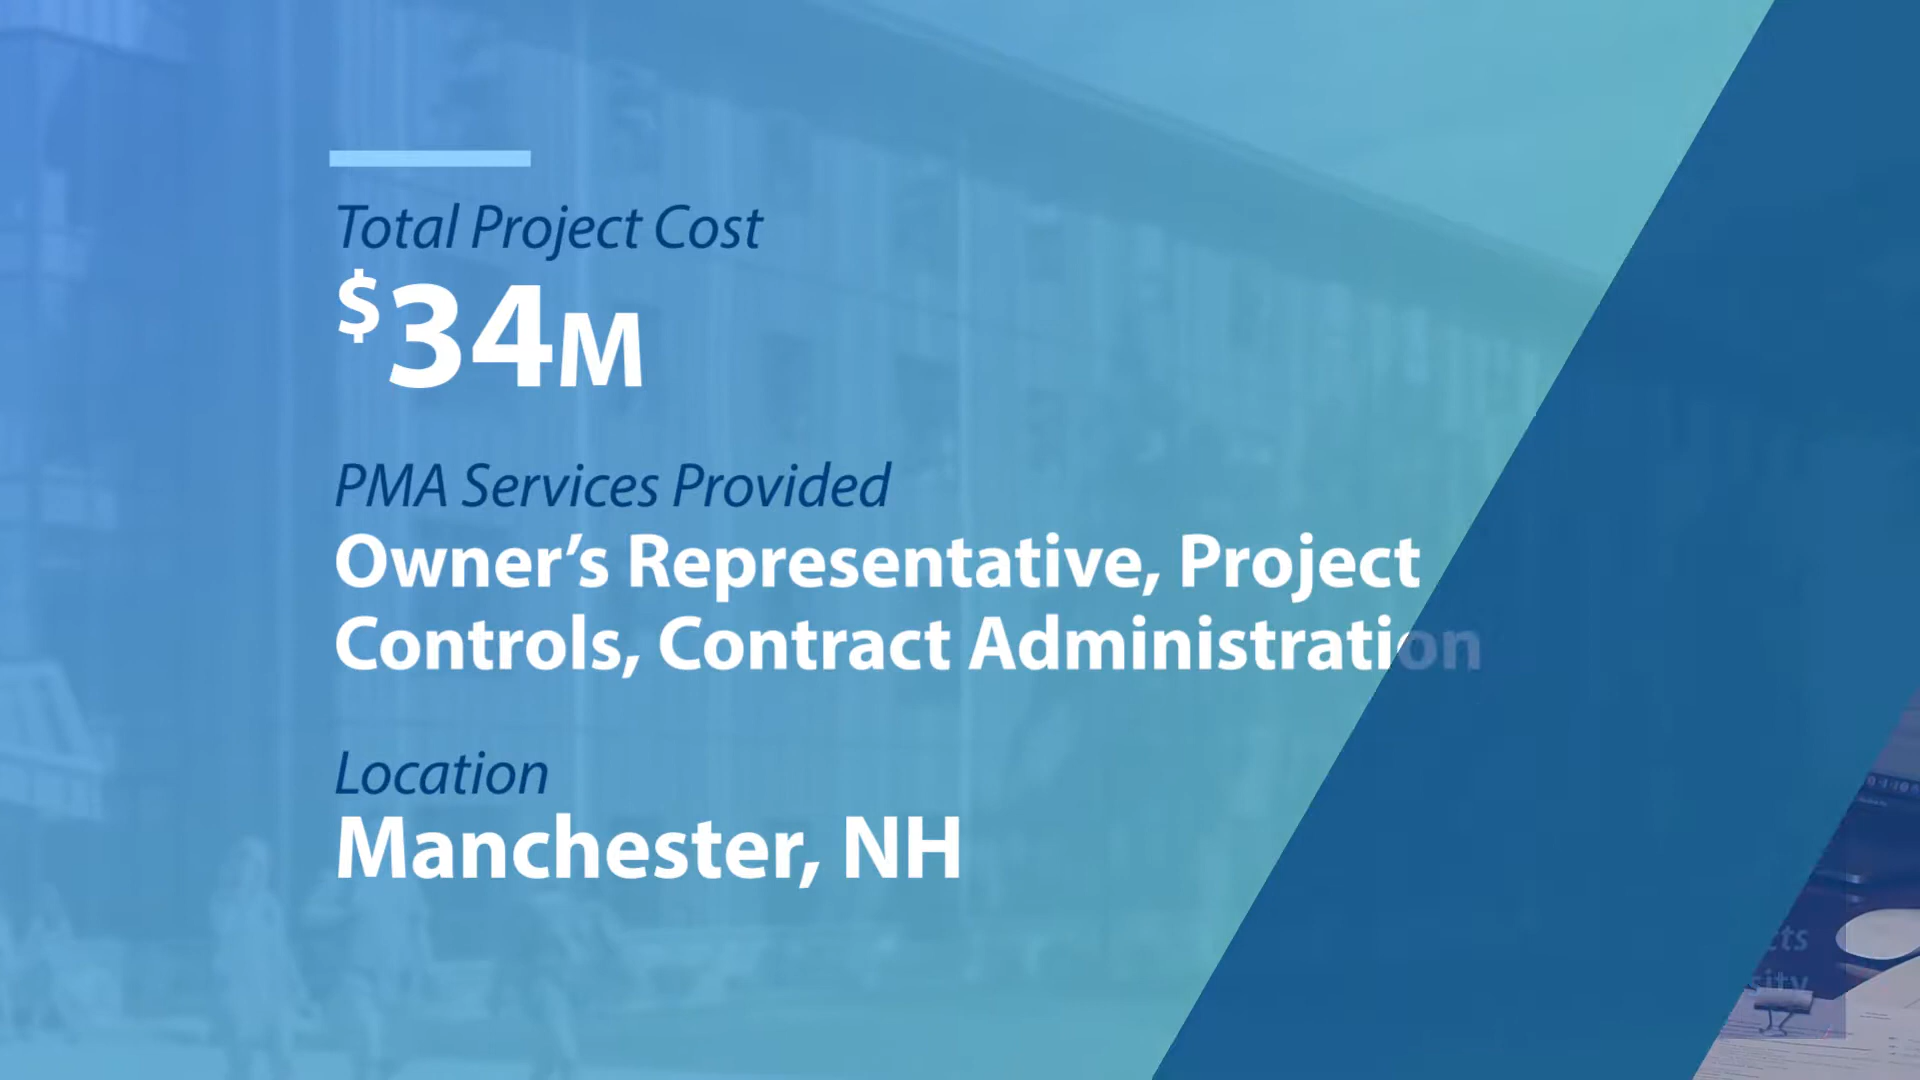 Total Project Cost
$34M
PMA Services Provided
Owner’s Representative, Project
Controls, Contract Administration
Location
Manchester, NH